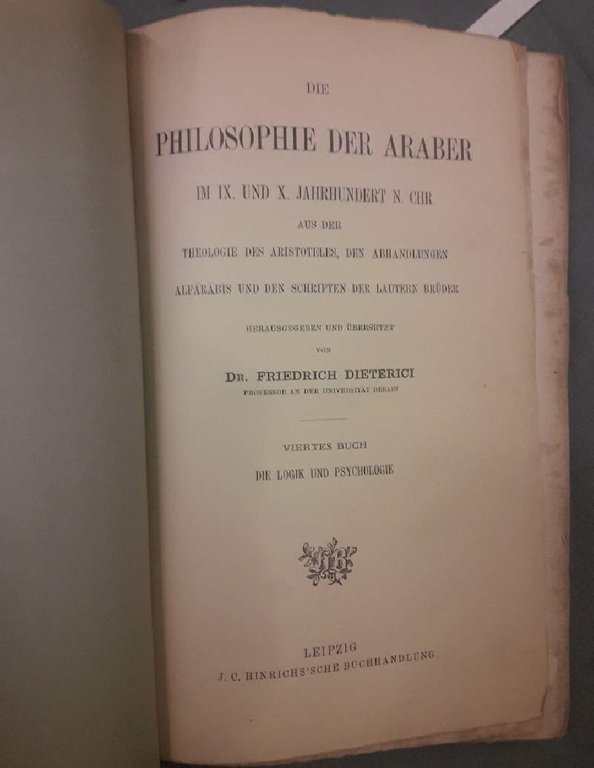 DIE
PHILOSOPHIE DER ARABER
IM IX. UND X. JAHRHUNDERT N. CHR.
AUS DER
THEOLOGIE DES ARISTOTELES, DEN ABHANDLUNGEN
ALFÂRÂBIS UND DEN SCHRIFTEN DER LAUTERN BRÜDER
HERAUSGEGEBEN UND ÜBERSETZT
VON
DR. FRIEDRICH DIETERICI
PROFESSOR AN DER UNIVERSITÄT BERLIN
VIERTES BUCH
DIE LOGIK UND PSYCHOLOGIE
LEIPZIG
J. C. HINRICHS'SCHE BUCHHANDLUNG